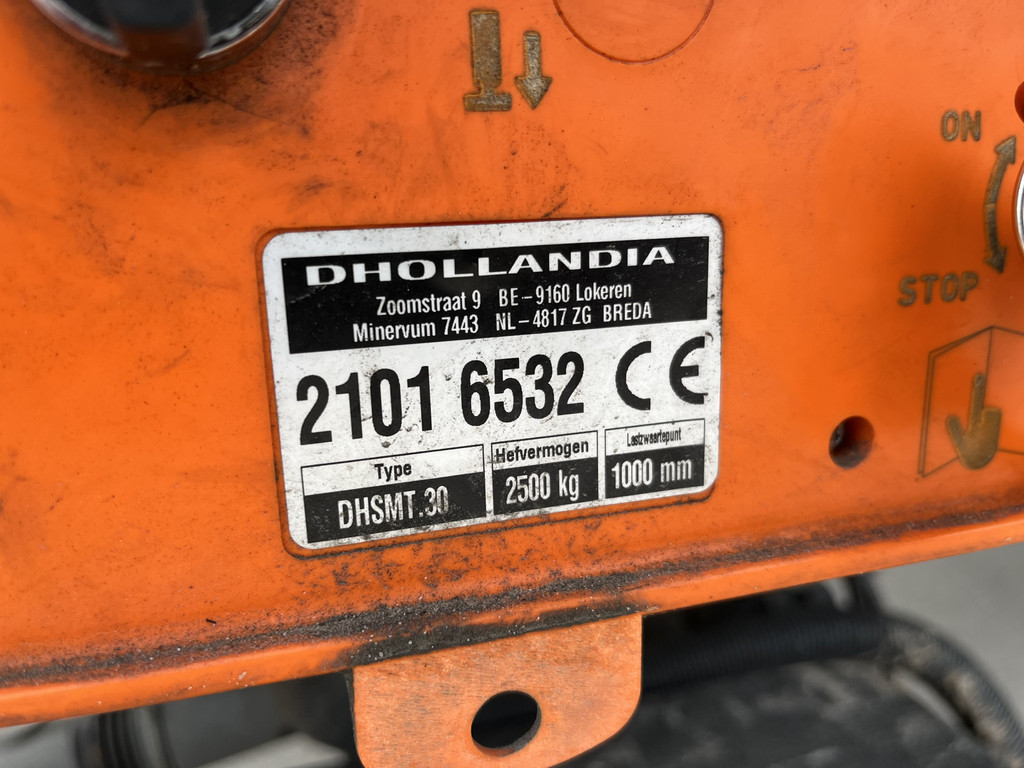 ON
STOP
DHOLLANDIA
Zoomstraat 9 BE-9160 Lokeren
Minervum 7443 NL-4817 ZG BREDA
2101 6532 CE
Type Hefvermogen Lastzwaartepunt
DHSMT.30 2500 kg 1000 mm